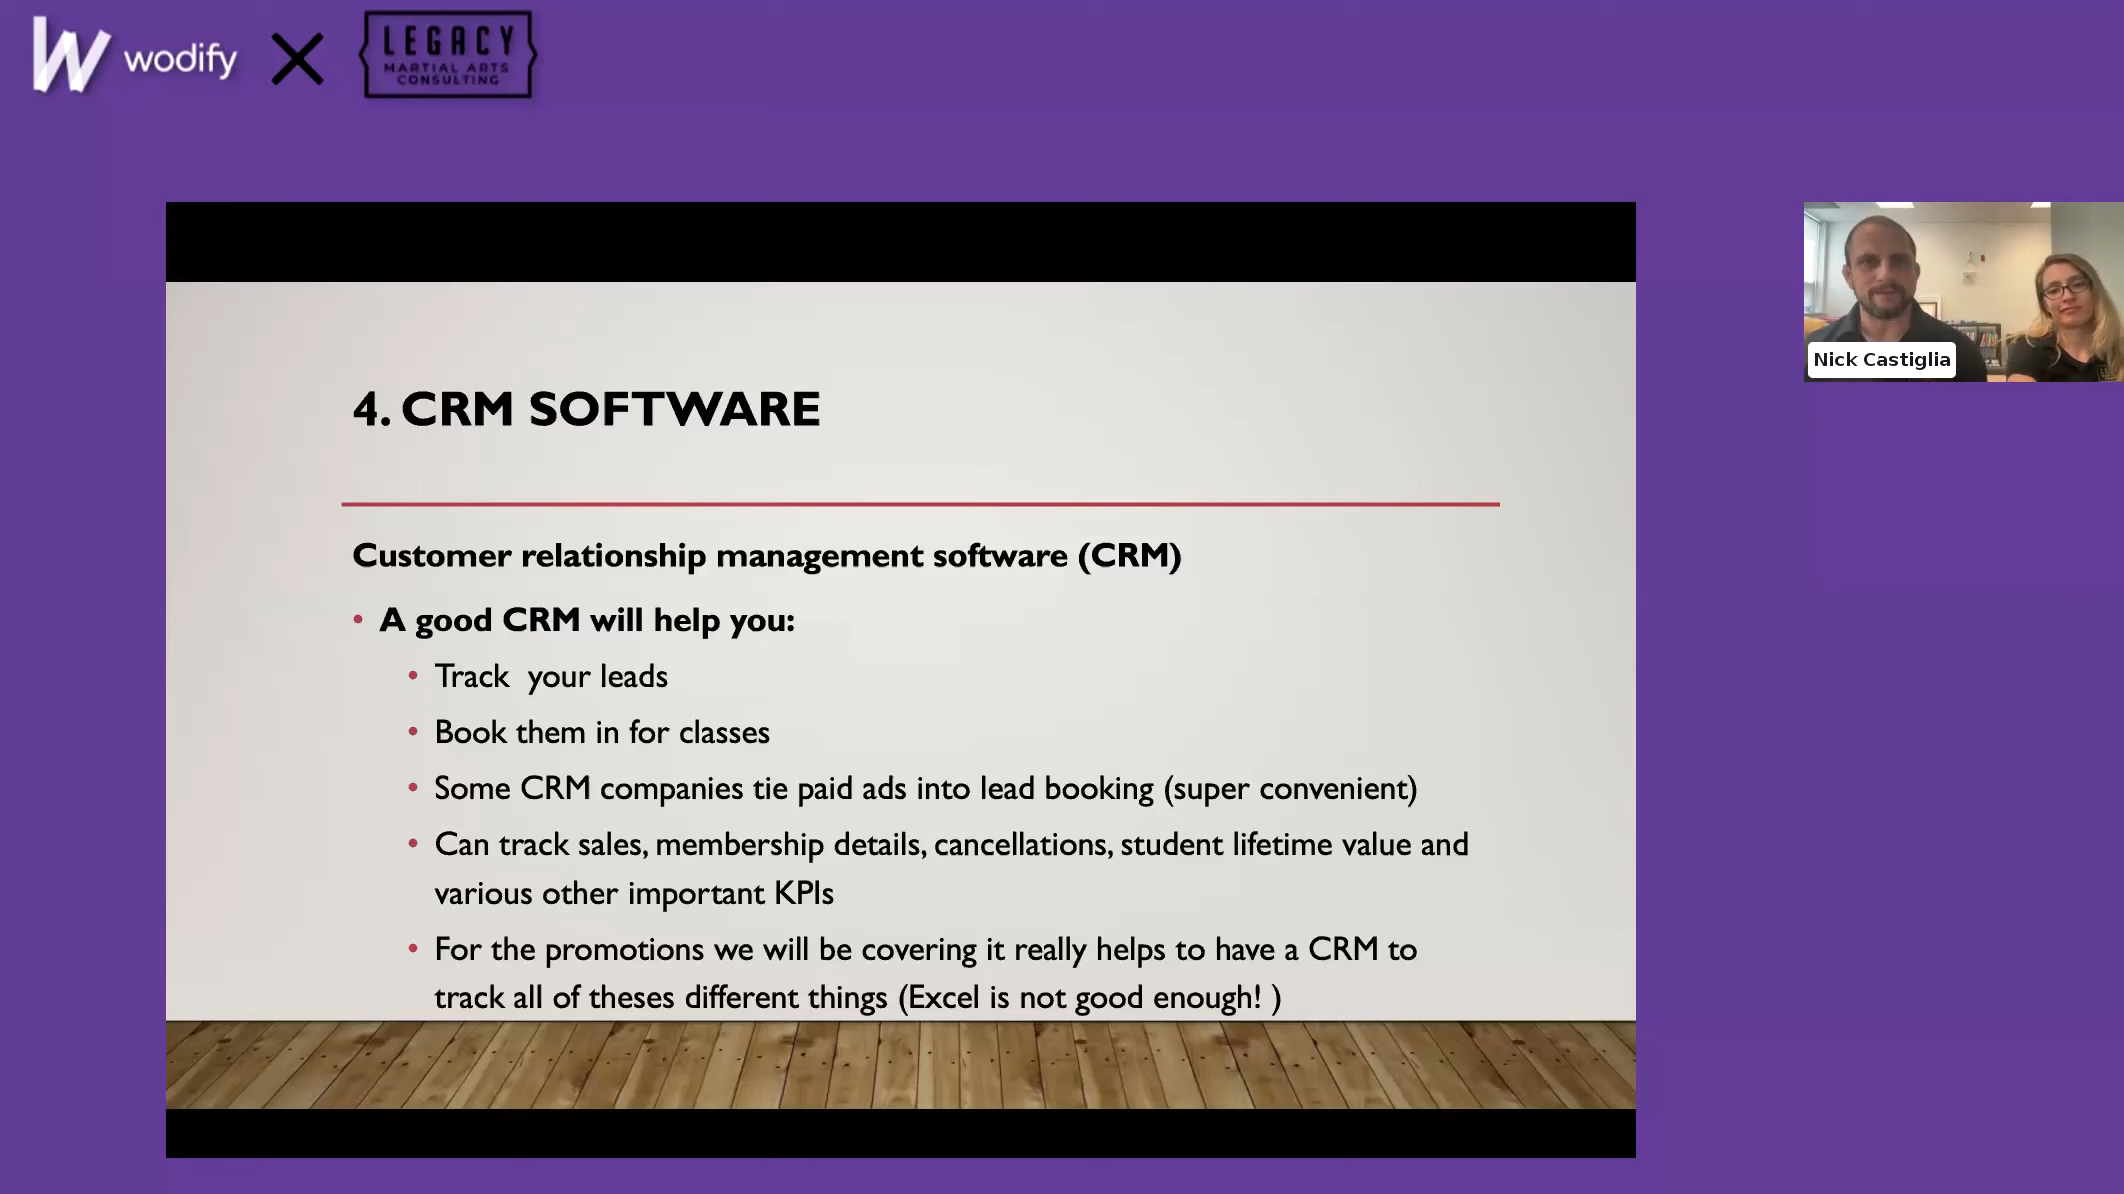 wodify
LEGACY
MARTIAL ARTS
CONSULTING
4. CRM SOFTWARE
Customer relationship management software (CRM)
• A good CRM will help you:
• Track  your leads
• Book them in for classes
• Some CRM companies tie paid ads into lead booking (super convenient)
• Can track sales, membership details, cancellations, student lifetime value and
various other important KPIs
• For the promotions we will be covering it really helps to have a CRM to
track all of theses different things (Excel is not good enough! )
Nick Castiglia